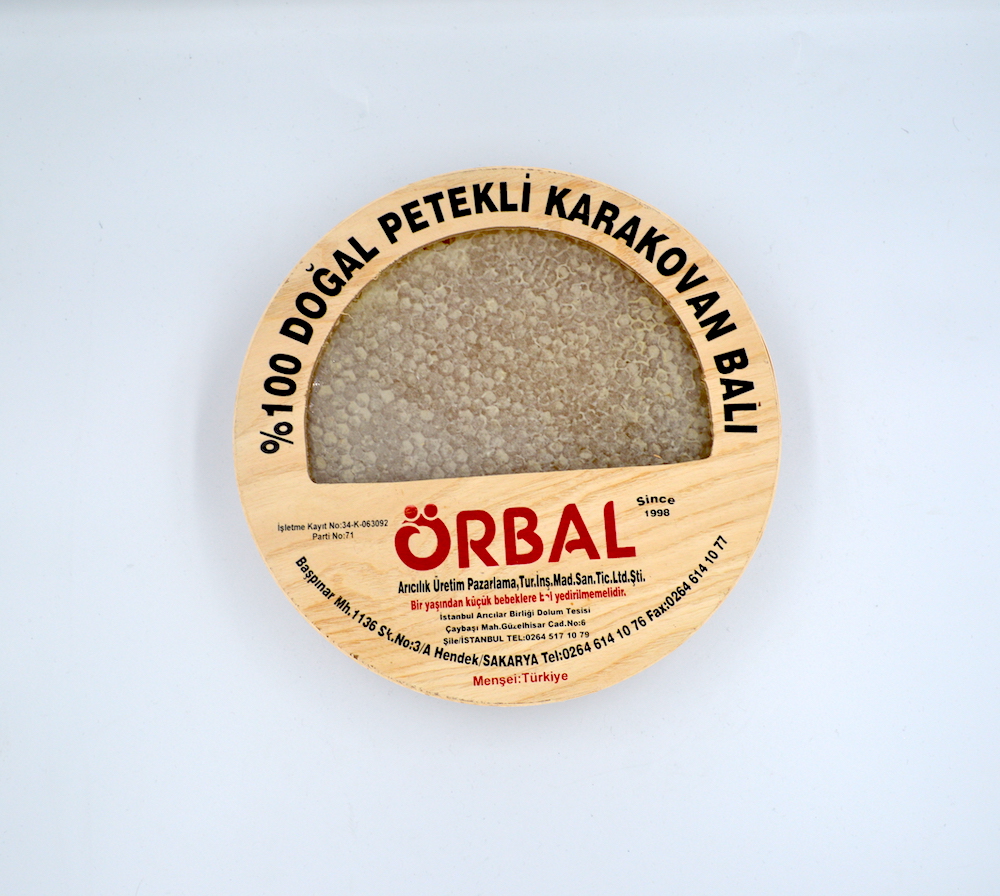 %100 DOĞAL PETEKLİ KARAKOVAN BALI
Since
1998
İşletme Kayıt No:34-K-063092
Parti No:71
ÖRBAL
Arıcılık Üretim Pazarlama,Tur.İnş.Mad.San.Tic.Ltd.Şti.
Bir yaşından küçük bebeklere bal yedirilmemelidir.
İstanbul Arıcılar Birliği Dolum Tesisi
Çaybaşı Mah.Güzelhisar Cad.No:6
Şile/İSTANBUL TEL:0264 517 10 79
Başpınar Mh.1136 Sk.No:3/A Hendek/SAKARYA Tel:0264 614 10 76 Fax:0264 614 10 77
Menşei:Türkiye